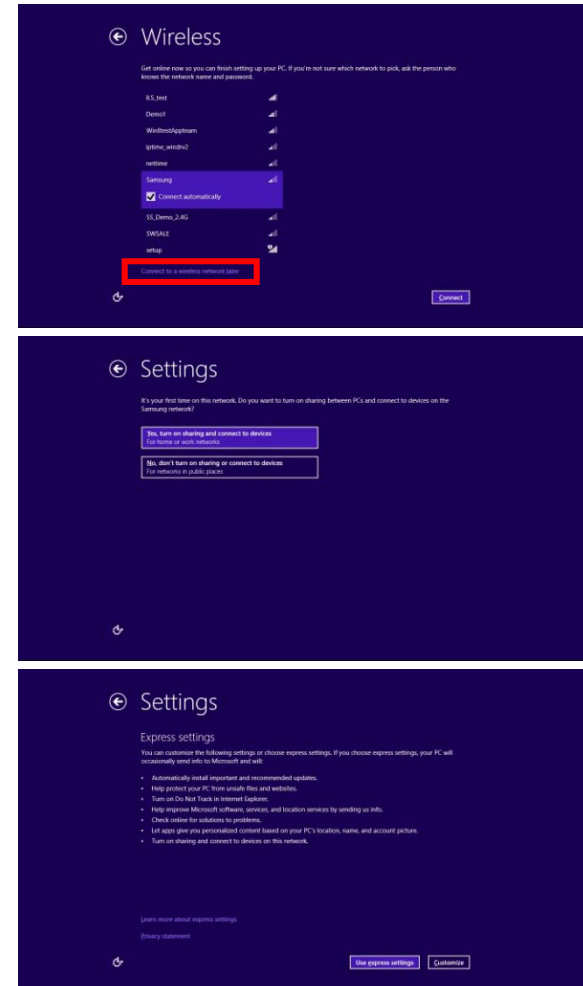 Wireless
Get online now so you can finish setting up your PC. If you're not sure which network to pick, ask the person who
knows the network name and password.
ILS_test
Demo1
Win8testAppteam
iptime_windrv2
nettime
Samsung
Connect automatically
SS_Demo_2.4G
SWSALE
setup
Connect to a wireless network later
Connect
Settings
It's your first time on this network. Do you want to turn on sharing between PCs and connect to devices on the
Samsung network?
Yes, turn on sharing and connect to devices
For home or work networks
No, don't turn on sharing or connect to devices
For networks in public places
Settings
Express settings
You can customize the following settings or choose express settings. If you choose express settings, your PC will
occasionally send info to Microsoft and will:
• Automatically install important and recommended updates.
• Help protect your PC from unsafe files and websites.
• Turn on Do Not Track in Internet Explorer.
• Help improve Microsoft software, services, and location services by sending us info.
• Check online for solutions to problems.
• Let apps give you personalized content based on your PC's location, name, and account picture.
• Turn on sharing and connect to devices on this network.
Learn more about express settings
Privacy statement
Use express settings
Customize